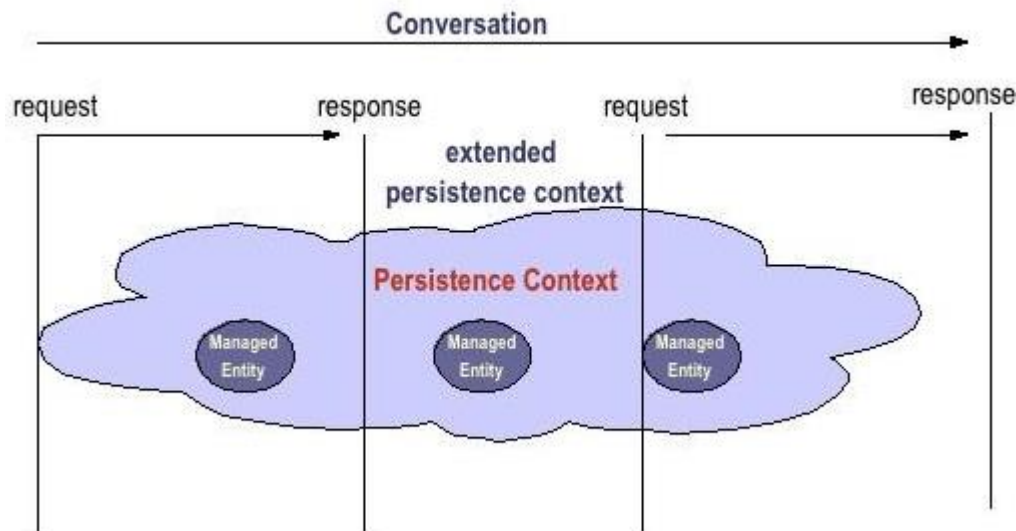 Conversation
request
response
request
response
extended
persistence context
Persistence Context
Managed
Entity
Managed
Entity
Managed
Entity